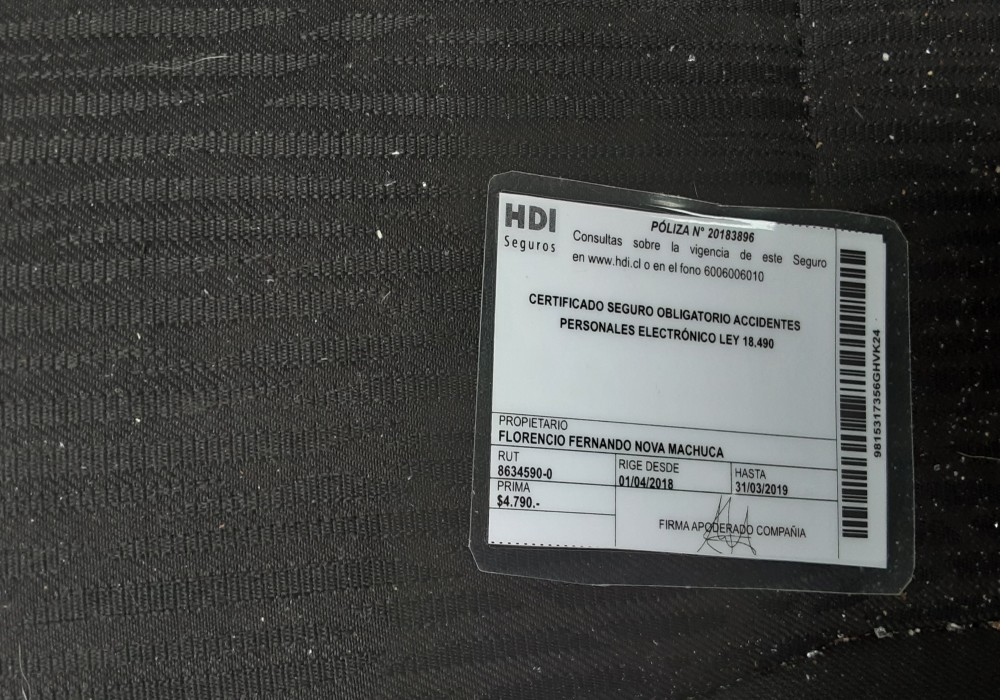 HDI
Seguros
PÓLIZA N° 20183896
Consultas sobre la vigencia de este Seguro
en www.hdi.cl o en el fono 6006006010
CERTIFICADO SEGURO OBLIGATORIO ACCIDENTES
PERSONALES ELECTRÓNICO LEY 18.490
PROPIETARIO
FLORENCIO FERNANDO NOVA MACHUCA
RUT
8634590-0
RIGE DESDE
01/04/2018
HASTA
31/03/2019
PRIMA
$4.790.-
FIRMA APODERADO COMPAÑIA
9815317356GHVK24